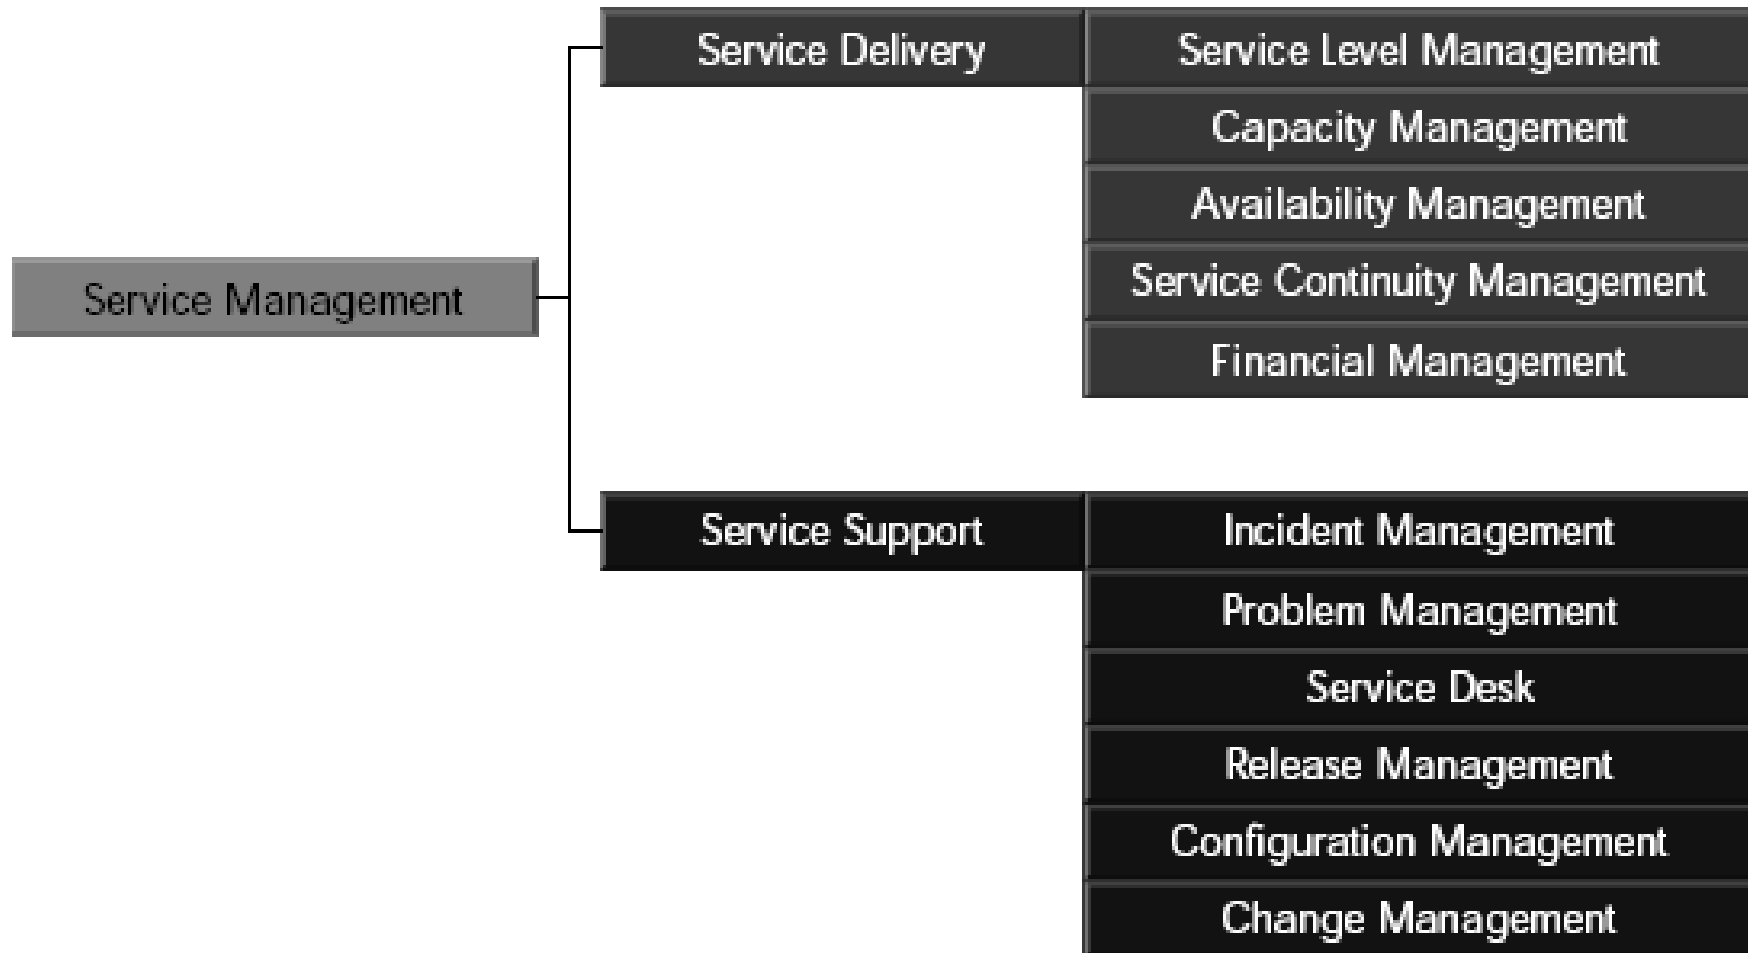 Service Delivery
Service Level Management
Capacity Management
Availability Management
Service Management
Service Continuity Management
Financial Management
Service Support
Incident Management
Problem Management
Service Desk
Release Management
Configuration Management
Change Management